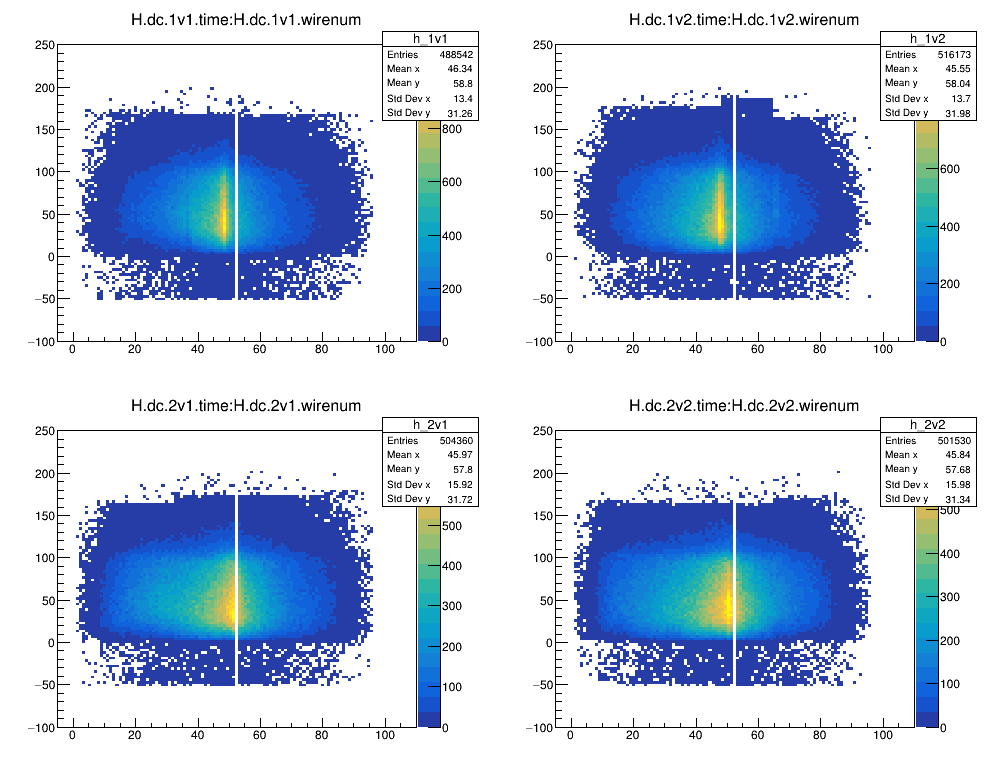 H.dc.1v1.time:H.dc.1v1.wirenum
h_1v1
Entries 488542
Mean x 46.34
Mean y 58.8
Std Dev x 13.4
Std Dev y 31.26
250
200
150
100
50
0
−50
−100
0 20 40 60 80 100
800
600
400
200
0
H.dc.1v2.time:H.dc.1v2.wirenum
h_1v2
Entries 516173
Mean x 45.55
Mean y 58.04
Std Dev x 13.7
Std Dev y 31.98
250
200
150
100
50
0
−50
−100
0 20 40 60 80 100
600
400
200
0
H.dc.2v1.time:H.dc.2v1.wirenum
h_2v1
Entries 504360
Mean x 45.97
Mean y 57.8
Std Dev x 15.92
Std Dev y 31.72
250
200
150
100
50
0
−50
−100
0 20 40 60 80 100
500
400
300
200
100
0
H.dc.2v2.time:H.dc.2v2.wirenum
h_2v2
Entries 501530
Mean x 45.84
Mean y 57.68
Std Dev x 15.98
Std Dev y 31.34
250
200
150
100
50
0
−50
−100
0 20 40 60 80 100
500
400
300
200
100
0